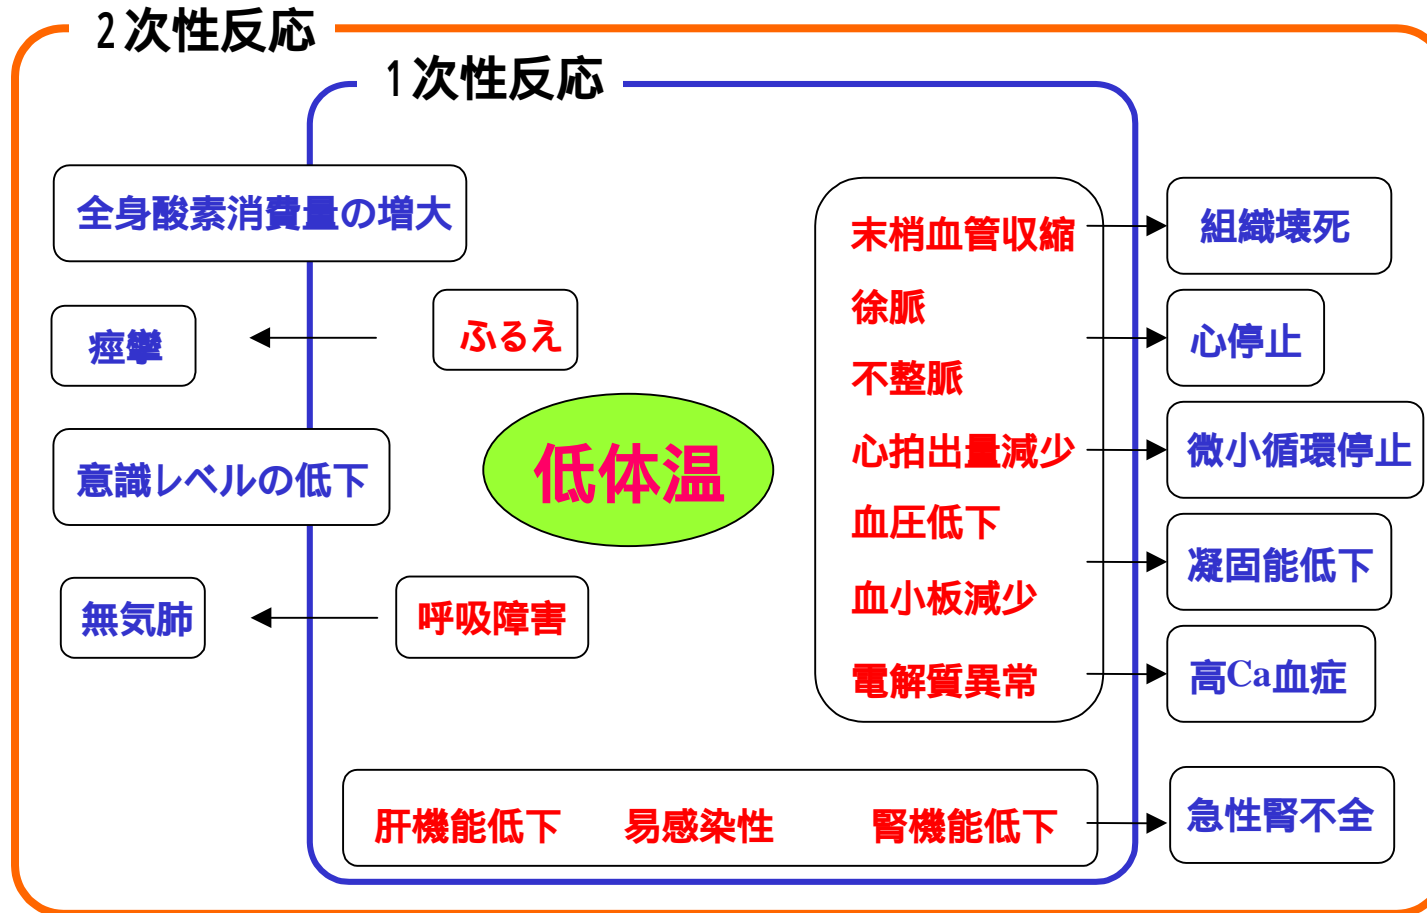 2次性反応
1次性反応
全身酸素消費量の増大
痙攣
ふるえ
意識レベルの低下
低体温
無気肺
呼吸障害
末梢血管収縮
徐脈
不整脈
心拍出量減少
血圧低下
血小板減少
電解質異常
組織壊死
心停止
微小循環停止
凝固能低下
高Ca血症
肝機能低下 易感染性 腎機能低下
急性腎不全